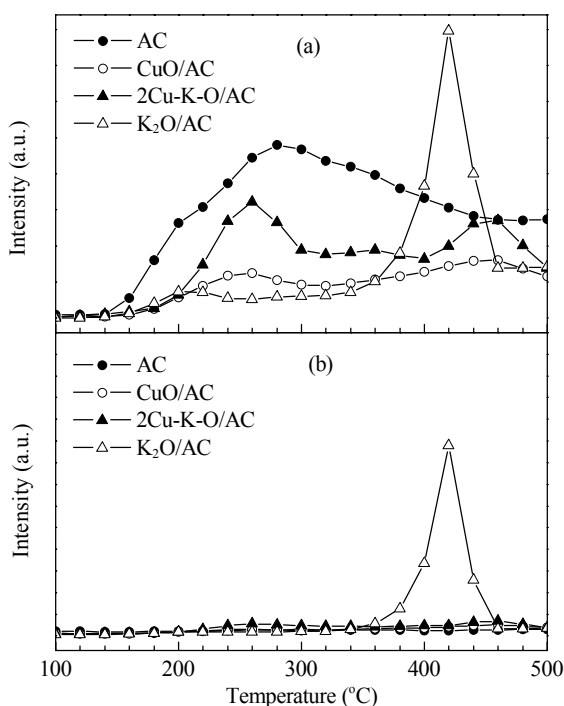 (a)
AC
CuO/AC
2Cu-K-O/AC
K₂O/AC
Intensity (a.u.)
(b)
AC
CuO/AC
2Cu-K-O/AC
K₂O/AC
Intensity (a.u.)
100 200 300 400 500
Temperature (°C)